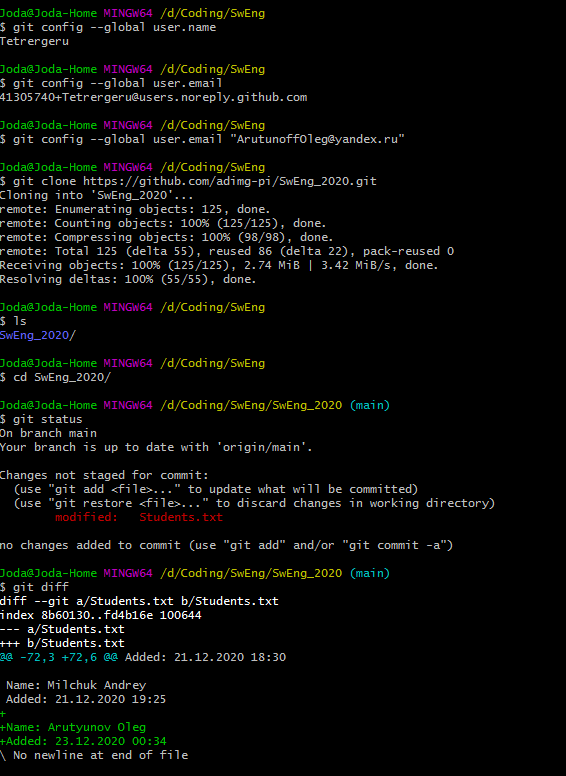 Joda@Joda-Home MINGW64 /d/Coding/SwEng
$ git config --global user.name
Tetrergeru

Joda@Joda-Home MINGW64 /d/Coding/SwEng
$ git config --global user.email
41305740+Tetrergeru@users.noreply.github.com

Joda@Joda-Home MINGW64 /d/Coding/SwEng
$ git config --global user.email "ArutunoffOleg@yandex.ru"

Joda@Joda-Home MINGW64 /d/Coding/SwEng
$ git clone https://github.com/adimg-pi/SwEng_2020.git
Cloning into 'SwEng_2020'...
remote: Enumerating objects: 125, done.
remote: Counting objects: 100% (125/125), done.
remote: Compressing objects: 100% (98/98), done.
remote: Total 125 (delta 55), reused 86 (delta 22), pack-reused 0
Receiving objects: 100% (125/125), 2.74 MiB | 3.42 MiB/s, done.
Resolving deltas: 100% (55/55), done.

Joda@Joda-Home MINGW64 /d/Coding/SwEng
$ ls
SwEng_2020/

Joda@Joda-Home MINGW64 /d/Coding/SwEng
$ cd SwEng_2020/

Joda@Joda-Home MINGW64 /d/Coding/SwEng/SwEng_2020 (main)
$ git status
On branch main
Your branch is up to date with 'origin/main'.

Changes not staged for commit:
  (use "git add <file>..." to update what will be committed)
  (use "git restore <file>..." to discard changes in working directory)
        modified:   Students.txt

no changes added to commit (use "git add" and/or "git commit -a")

Joda@Joda-Home MINGW64 /d/Coding/SwEng/SwEng_2020 (main)
$ git diff
diff --git a/Students.txt b/Students.txt
index 8b60130..fd4b16e 100644
--- a/Students.txt
+++ b/Students.txt
@@ -72,3 +72,6 @@ Added: 21.12.2020 18:30

 Name: Milchuk Andrey
 Added: 21.12.2020 19:25
+
+Name: Arutyunov Oleg
+Added: 23.12.2020 00:34
\ No newline at end of file